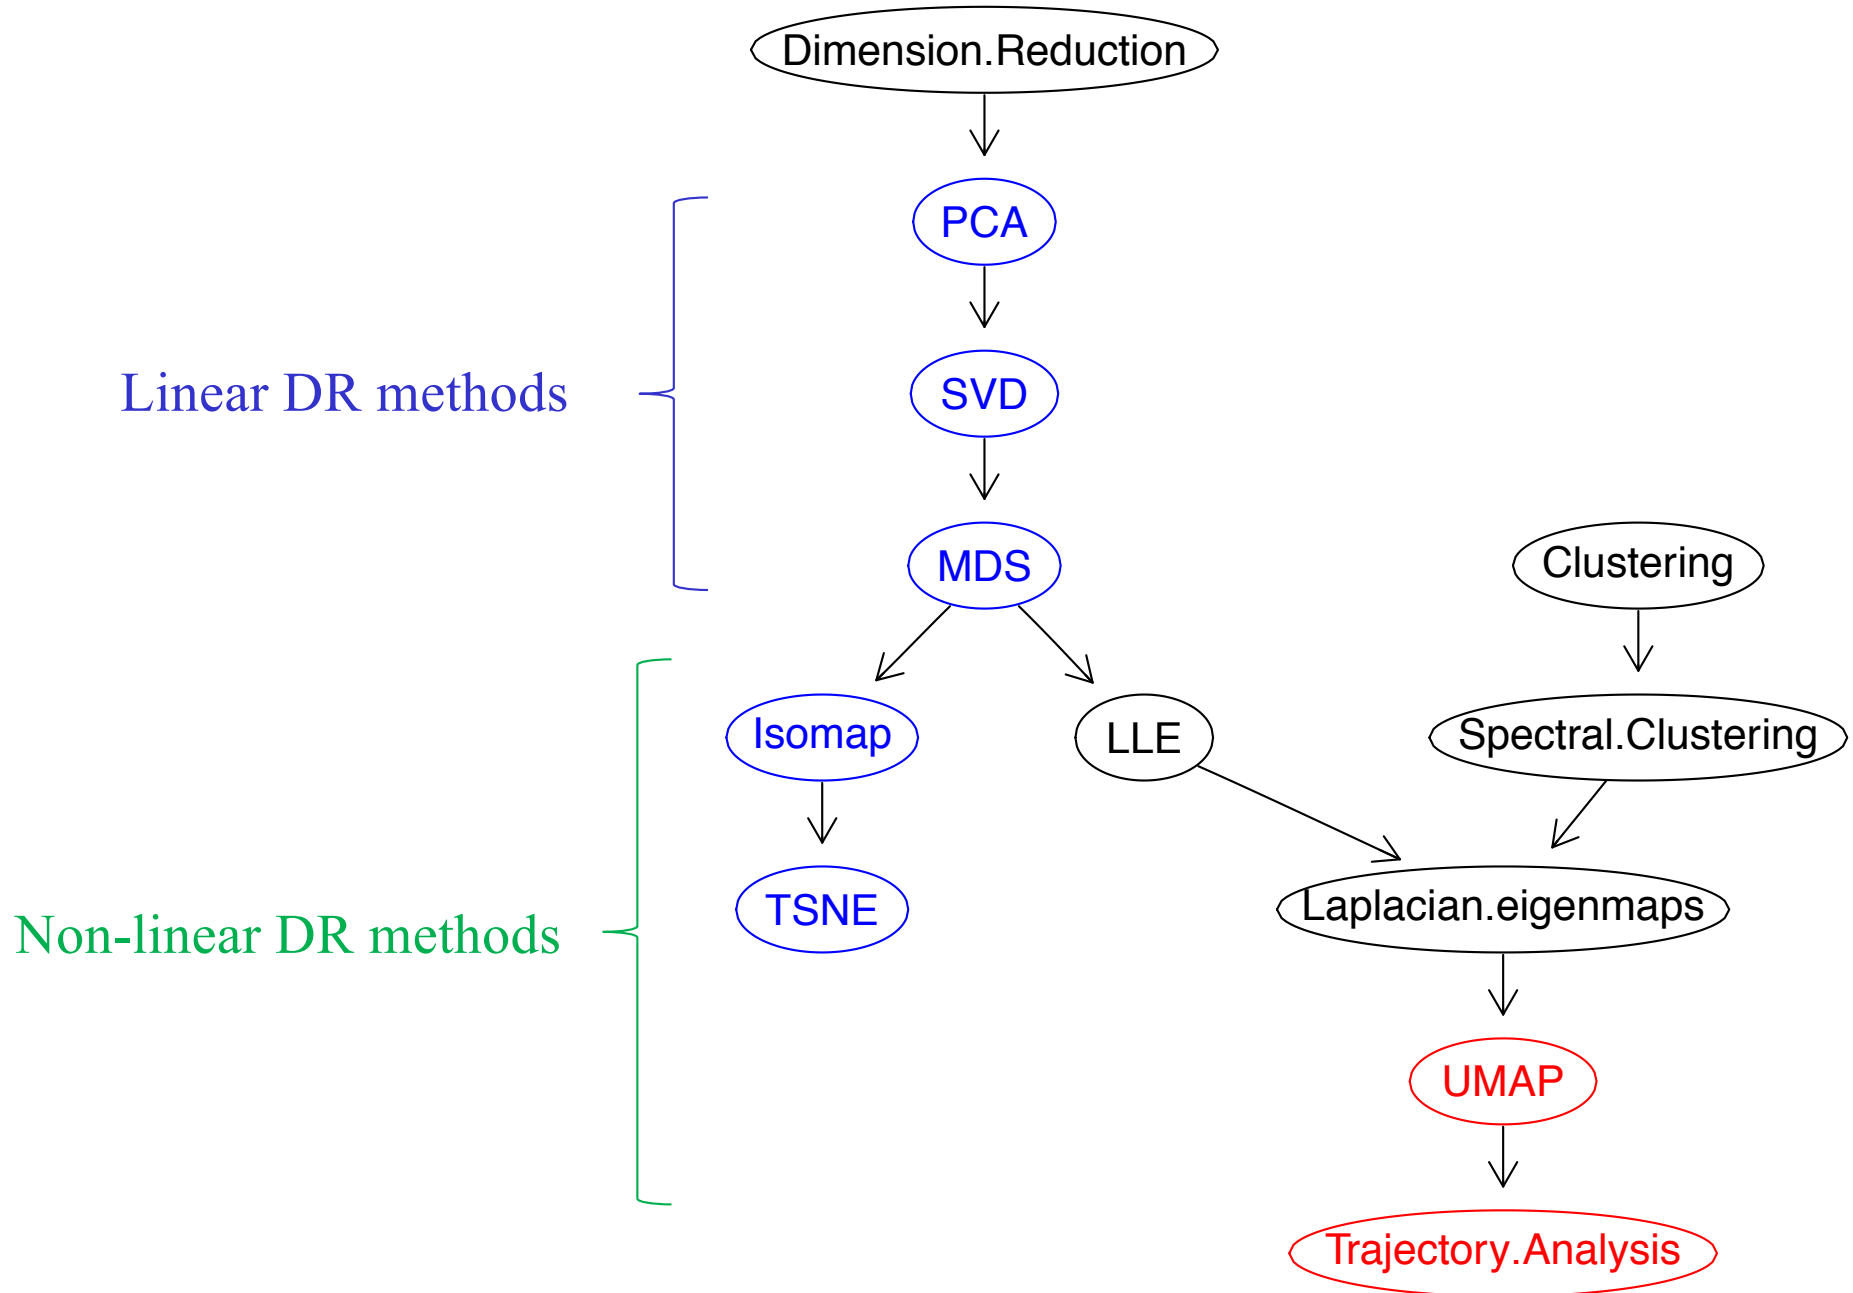 Dimension.Reduction
PCA
Linear DR methods
SVD
MDS
Clustering
Isomap
LLE
Spectral.Clustering
Non-linear DR methods
TSNE
Laplacian.eigenmaps
UMAP
Trajectory.Analysis